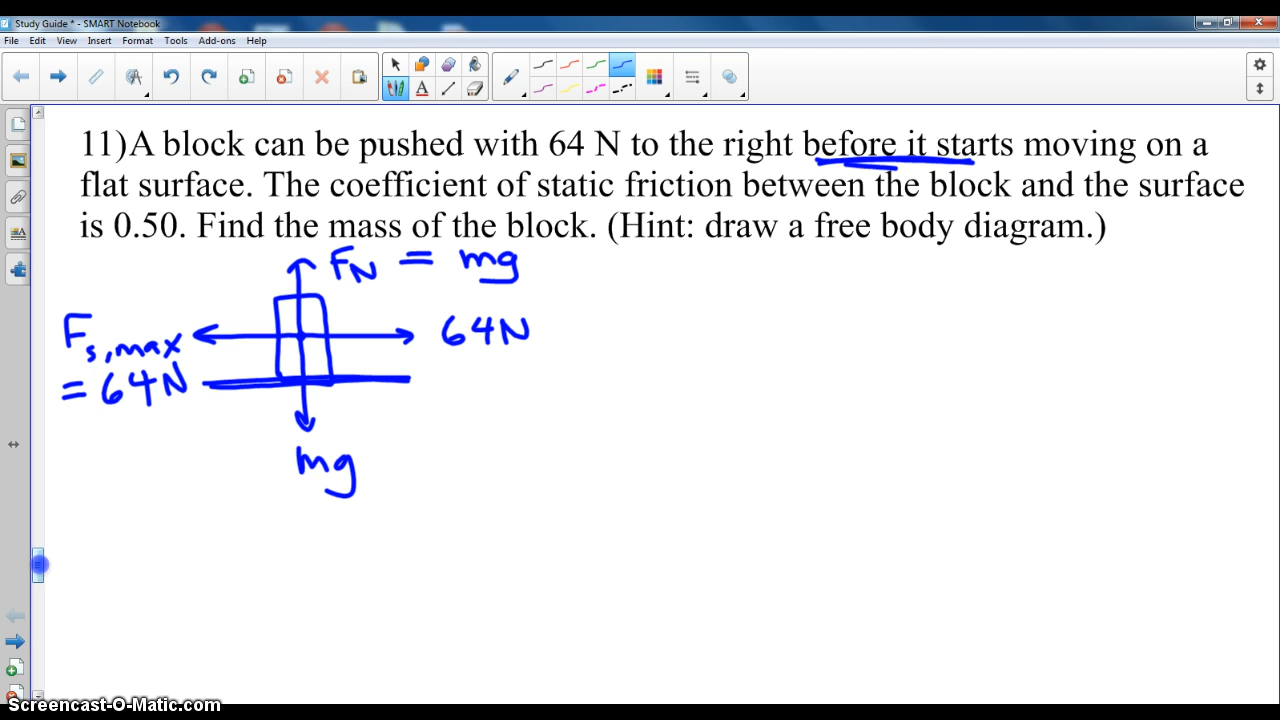 Study Guide * - SMART Notebook
File Edit View Insert Format Tools Add-ons Help
11)A block can be pushed with 64 N to the right before it starts moving on a
flat surface. The coefficient of static friction between the block and the surface
is 0.50. Find the mass of the block. (Hint: draw a free body diagram.)
FN = mg
Fs,max
64N
= 64N
mg
Screencast-O-Matic.com